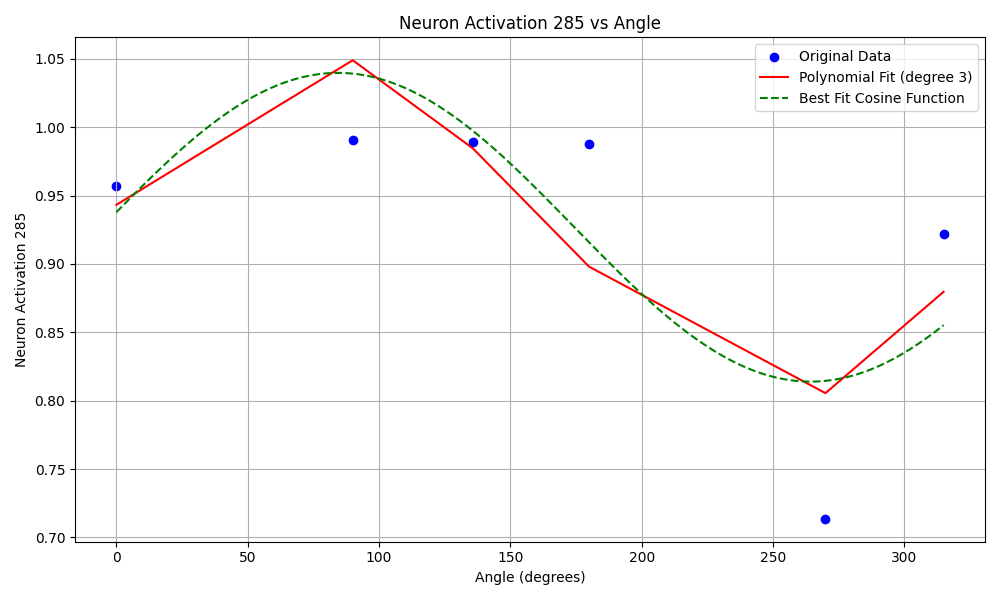 Neuron Activation 285 vs Angle
Original Data
Polynomial Fit (degree 3)
Best Fit Cosine Function
Neuron Activation 285
1.05
1.00
0.95
0.90
0.85
0.80
0.75
0.70
0
50
100
150
200
250
300
Angle (degrees)